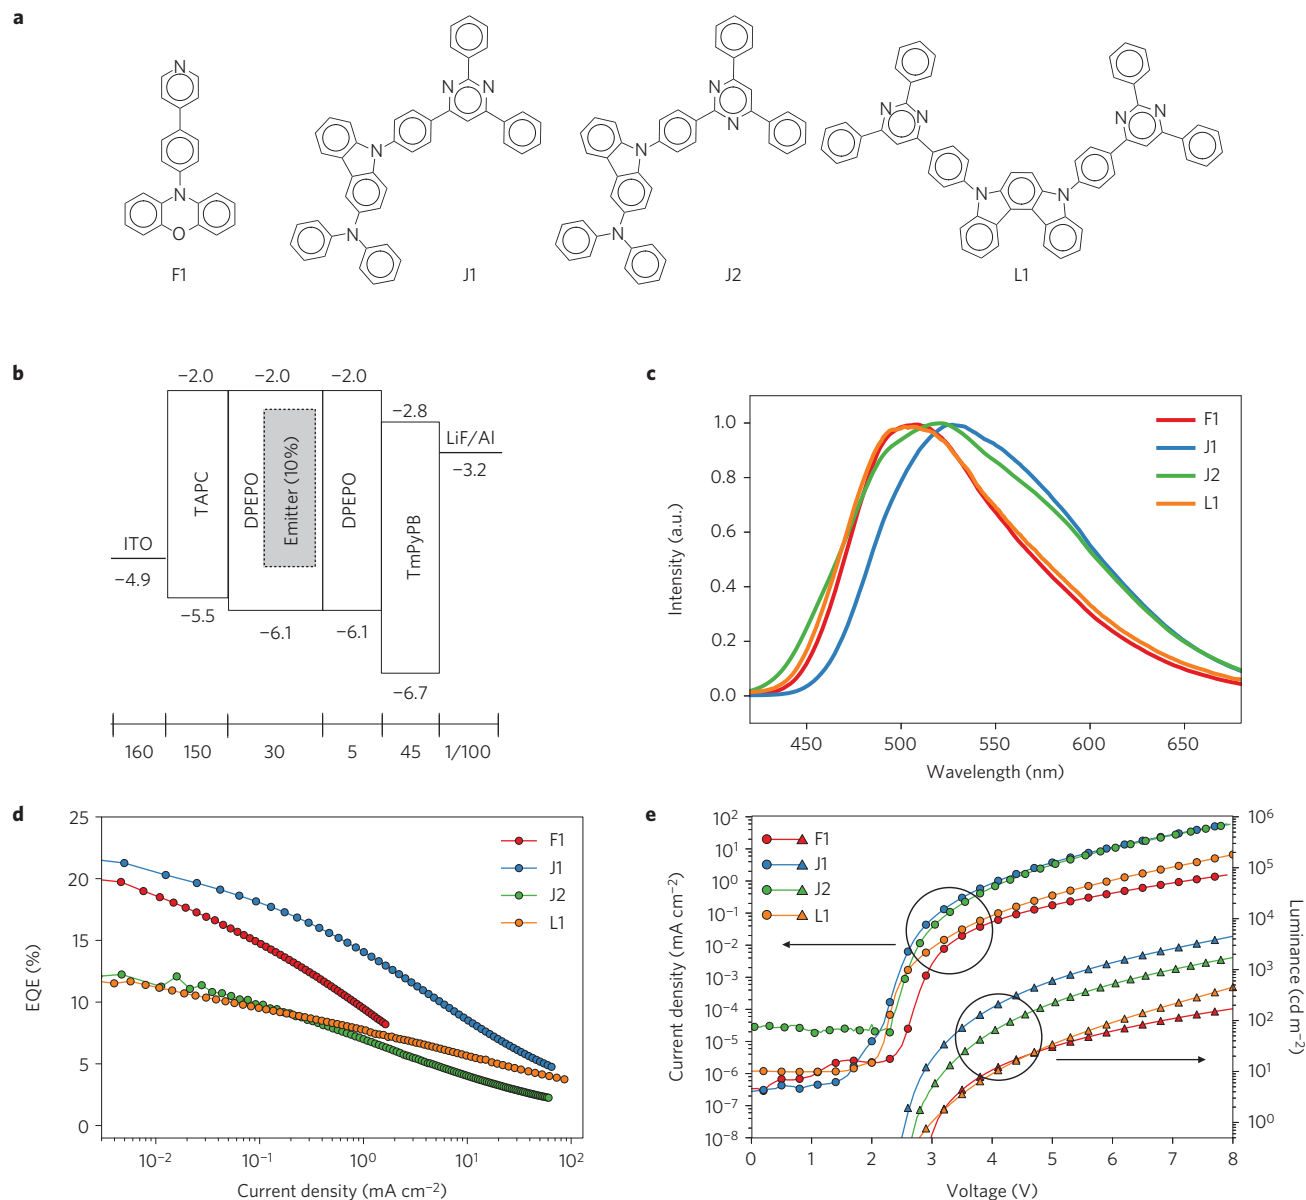 a
N
N
O
F1
N
N
N
N
J1
N
N
N
N
J2
N
N
N
N
N
N
L1
b
−2.0
−2.0
−2.0
−2.8
LiF/Al
−3.2
TAPC
DPEPO
Emitter (10%)
DPEPO
TmPyPB
ITO
−4.9
−5.5
−6.1
−6.1
−6.7
160
150
30
5
45
1/100
c
1.0
0.8
0.6
0.4
0.2
0.0
Intensity (a.u.)
450
500
550
600
650
Wavelength (nm)
F1
J1
J2
L1
d
25
20
15
10
5
0
EQE (%)
10−2
10−1
100
101
102
Current density (mA cm−2)
F1
J1
J2
L1
e
102
101
100
10−1
10−2
10−3
10−4
10−5
10−6
10−7
10−8
Current density (mA cm−2)
F1
J1
J2
L1
106
105
104
103
102
101
100
Luminance (cd m−2)
0
1
2
3
4
5
6
7
8
Voltage (V)